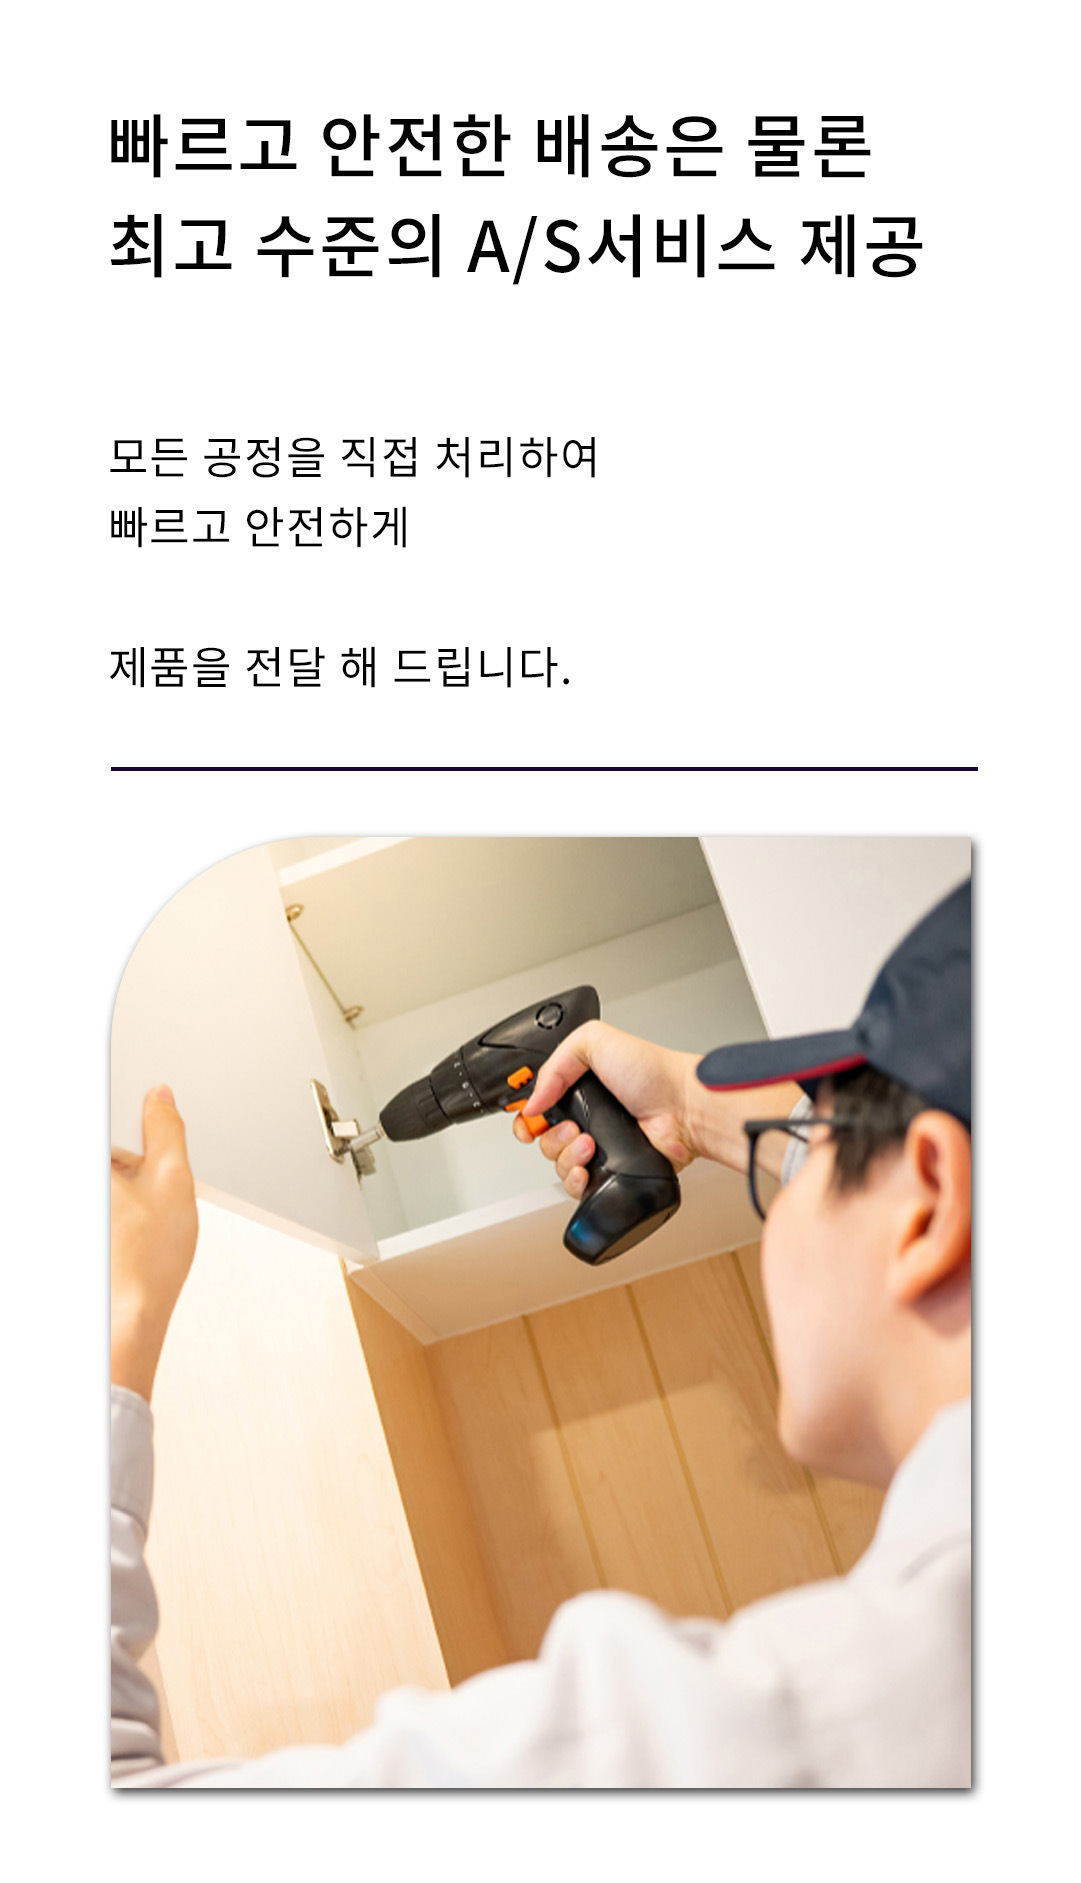 빠르고 안전한 배송은 물론
최고 수준의 A/S서비스 제공
모든 공정을 직접 처리하여
빠르고 안전하게
제품을 전달 해 드립니다.